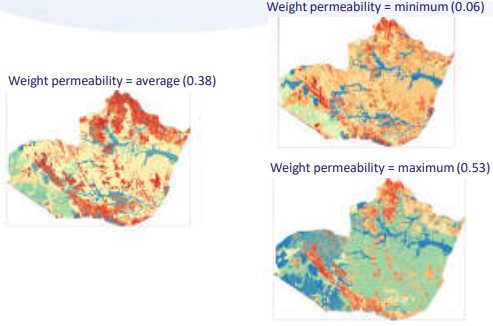 Weight permeability = minimum (0.06)
Weight permeability = average (0.38)
Weight permeability = maximum (0.53)